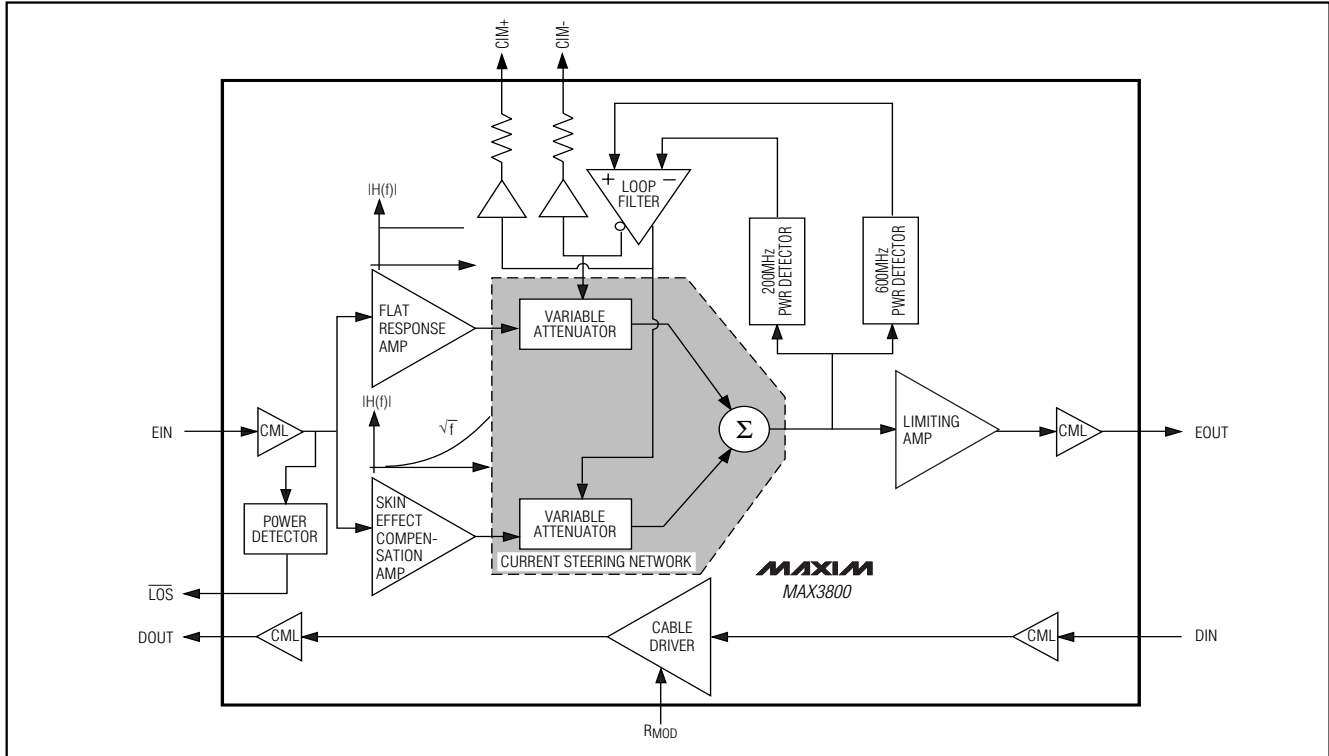 CIM+
CIM-
|H(f)|
+
−
LOOP
FILTER
200MHz
PWR DETECTOR
600MHz
PWR DETECTOR
FLAT
RESPONSE
AMP
VARIABLE
ATTENUATOR
|H(f)|
√f
EIN
CML
Σ
LIMITING
AMP
CML
EOUT
POWER
DETECTOR
SKIN
EFFECT
COMPEN-
SATION
AMP
VARIABLE
ATTENUATOR
CURRENT STEERING NETWORK
MAXIM
MAX3800
LOS
DOUT
CML
CABLE
DRIVER
CML
DIN
RMOD